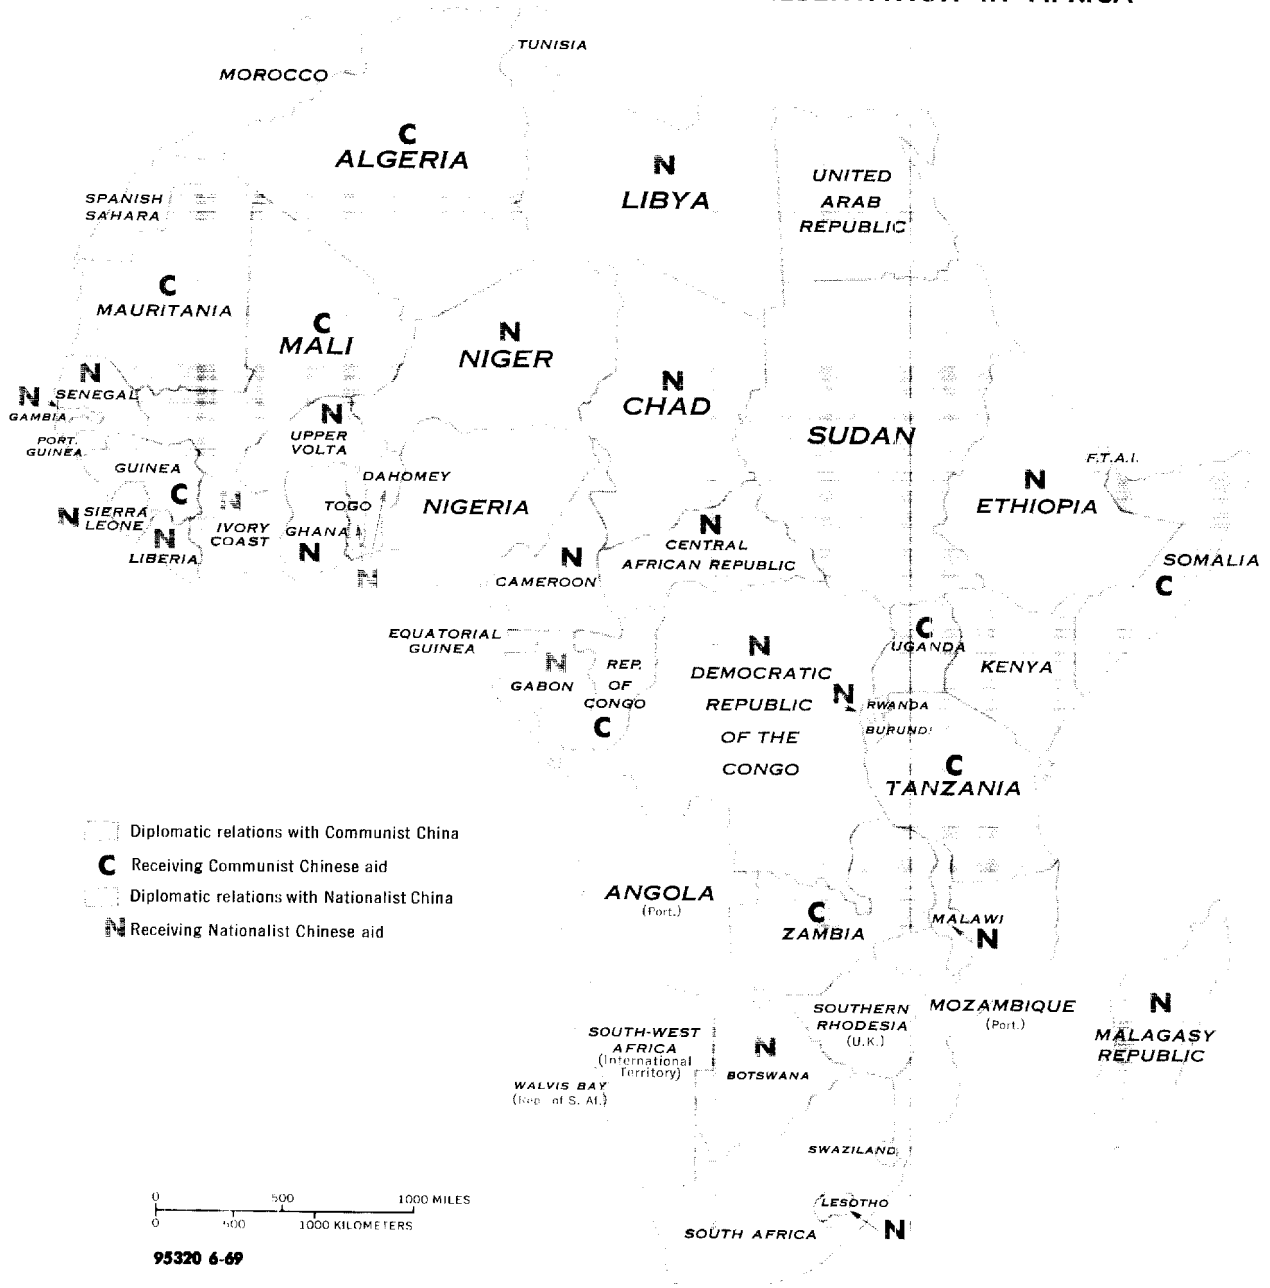 IN AFRICA
TUNISIA
MOROCCO
C
ALGERIA
N
LIBYA
UNITED
ARAB
REPUBLIC
SPANISH
SAHARA
C
MAURITANIA
C
MALI
N
NIGER
N
CHAD
SUDAN
N
SENEGAL
N
GAMBIA
PORT.
GUINEA
N
UPPER
VOLTA
GUINEA
C
DAHOMEY
TOGO
NIGERIA
F.T.A.I.
N
ETHIOPIA
N
SIERRA
LEONE
N
LIBERIA
N
IVORY
COAST
GHANA
N
N
N
CAMEROON
N
CENTRAL
AFRICAN REPUBLIC
SOMALIA
C
EQUATORIAL
GUINEA
N
GABON
REP.
OF
CONGO
C
N
DEMOCRATIC
REPUBLIC
OF THE
CONGO
C
UGANDA
KENYA
N
RWANDA
BURUNDI
C
TANZANIA
Diplomatic relations with Communist China
C Receiving Communist Chinese aid
Diplomatic relations with Nationalist China
N Receiving Nationalist Chinese aid
ANGOLA
(Port.)
C
ZAMBIA
MALAWI
N
SOUTHERN
RHODESIA
(U.K.)
MOZAMBIQUE
(Port.)
N
MALAGASY
REPUBLIC
SOUTH-WEST
AFRICA
(International
Territory)
N
BOTSWANA
WALVIS BAY
(Rep. of S. Af.)
SWAZILAND
LESOTHO
N
SOUTH AFRICA
0 500 1000 MILES
0 500 1000 KILOMETERS
95320 6-69